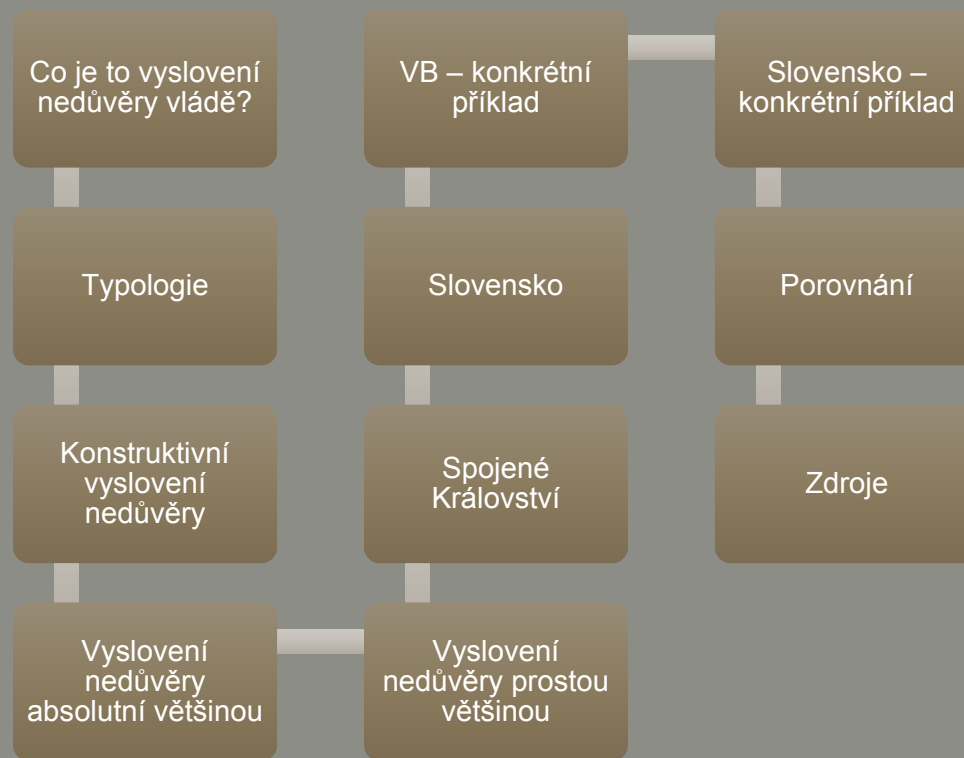 Co je to vyslovení
nedůvěry vládě?
Typologie
Konstruktivní
vyslovení
nedůvěry
Vyslovení
nedůvěry
absolutní většinou
Vyslovení
nedůvěry prostou
většinou
Spojené
Království
Slovensko
VB – konkrétní
příklad
Slovensko –
konkrétní příklad
Porovnání
Zdroje